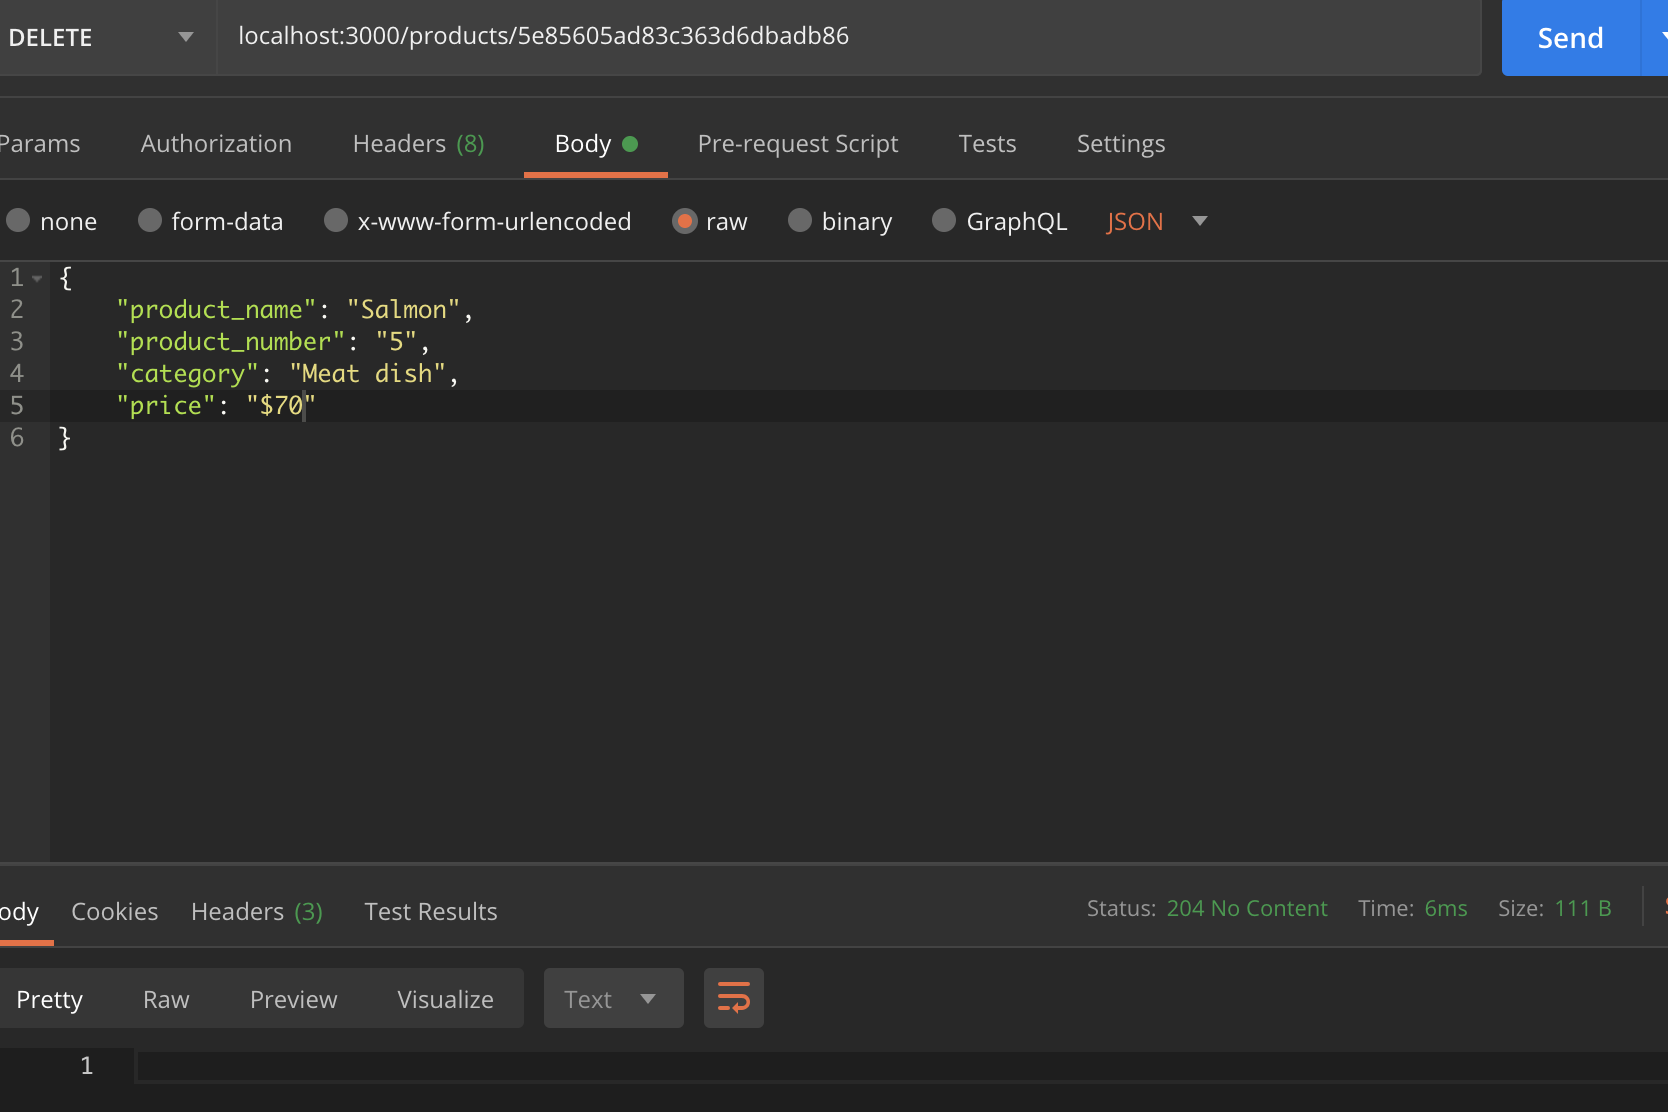 DELETE localhost:3000/products/5e85605ad83c363d6dbadb86 Send
Params Authorization Headers (8) Body Pre-request Script Tests Settings
none form-data x-www-form-urlencoded raw binary GraphQL JSON
1 {
2 "product_name": "Salmon",
3 "product_number": "5",
4 "category": "Meat dish",
5 "price": "$70"
6 }
ody Cookies Headers (3) Test Results Status: 204 No Content Time: 6ms Size: 111 B
Pretty Raw Preview Visualize Text
1